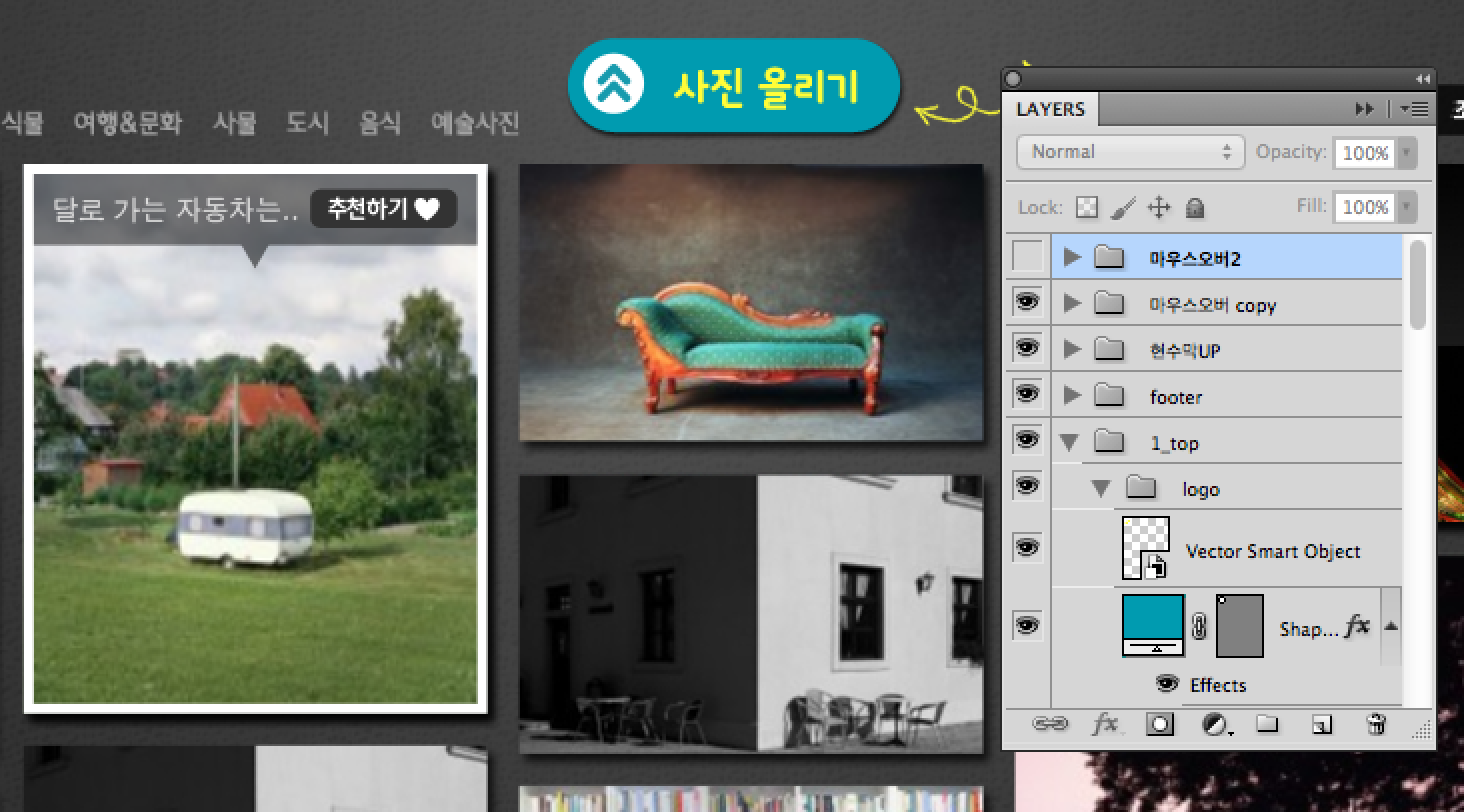 사진 올리기
식물 여행&문화 사물 도시 음식 예술사진
달로 가는 자동차는..
추천하기
LAYERS
Normal
Opacity: 100%
Lock:
Fill: 100%
마우스오버2
마우스오버 copy
현수막UP
footer
1_top
logo
Vector Smart Object
Shap... fx
Effects
fx